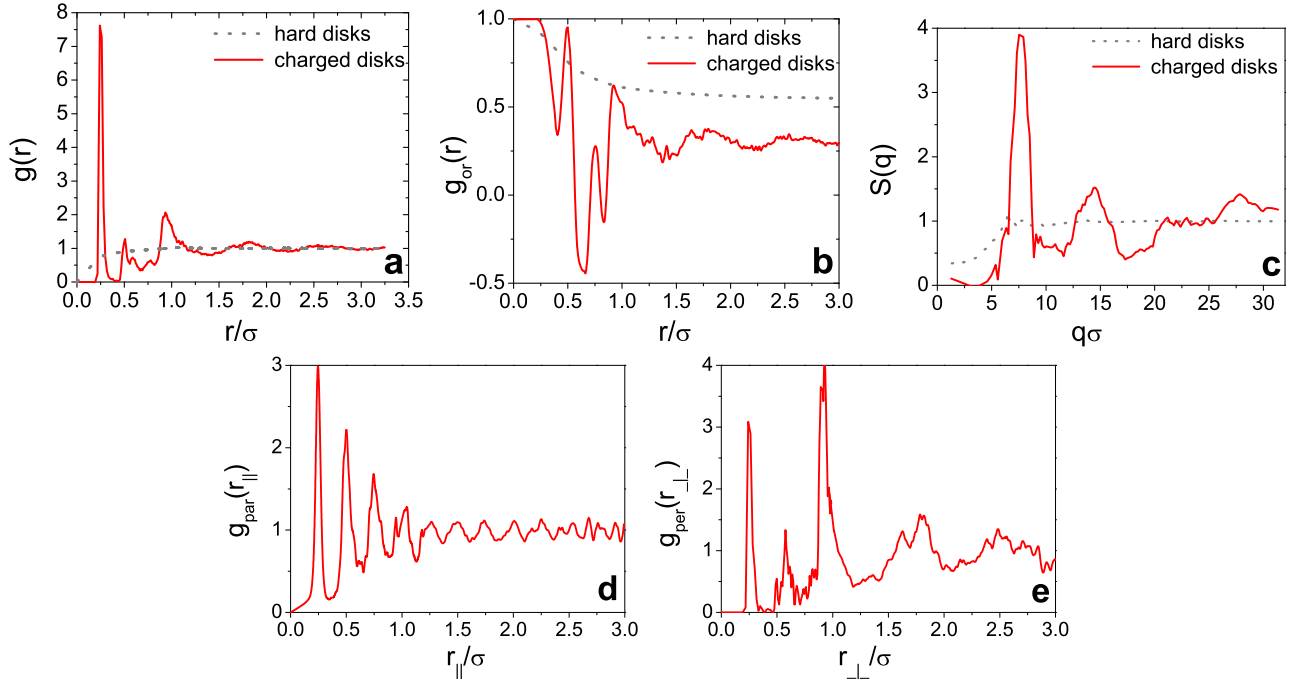 8
7
6
5
4
3
2
1
0
g(r)
hard disks
charged disks
a
0.0 0.5 1.0 1.5 2.0 2.5 3.0 3.5
r/σ
1.0
0.5
0.0
-0.5
g_or(r)
hard disks
charged disks
b
0.0 0.5 1.0 1.5 2.0 2.5 3.0
r/σ
4
3
2
1
0
S(q)
hard disks
charged disks
c
0 5 10 15 20 25 30
qσ
3
2
1
0
g_par(r_||)
d
0.0 0.5 1.0 1.5 2.0 2.5 3.0
r_||/σ
4
3
2
1
0
g_per(r_⊥)
e
0.0 0.5 1.0 1.5 2.0 2.5 3.0
r_⊥/σ